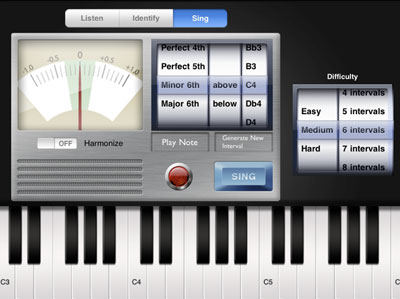 Listen Identify Sing
-1.0 -0.5 0 +0.5 +1.0
Perfect 4th Bb3
Perfect 5th B3
Minor 6th above C4
Major 6th below Db4
D4
OFF Harmonize
Play Note
Generate New
Interval
SING
Difficulty
4 intervals
Easy 5 intervals
Medium 6 intervals
Hard 7 intervals
8 intervals
C3 C4 C5 C